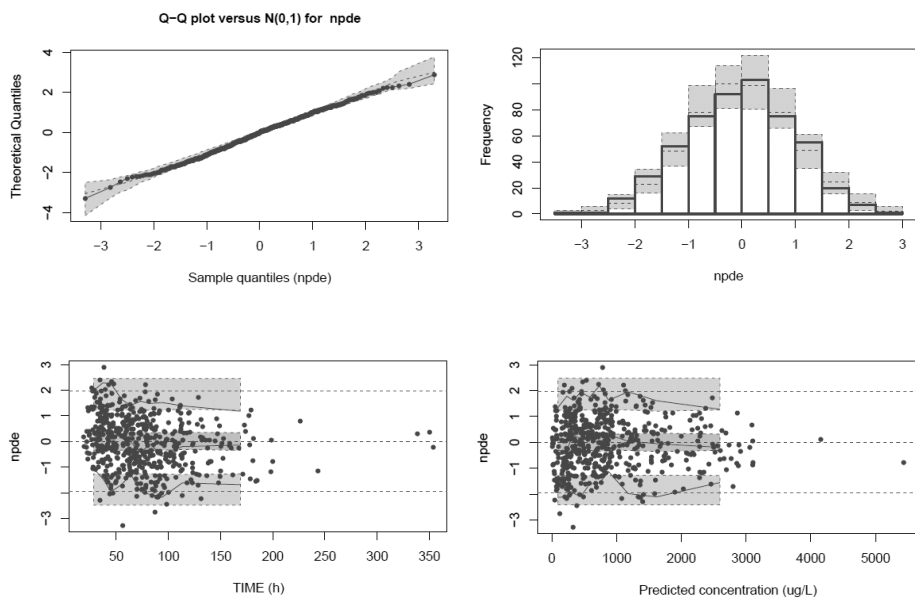 Q−Q plot versus N(0,1) for npde
Theoretical Quantiles
4
2
0
−2
−4
−3 −2 −1 0 1 2 3
Sample quantiles (npde)
Frequency
120
80
60
40
20
0
−3 −2 −1 0 1 2 3
npde
npde
3
2
1
0
−1
−3
50 100 150 200 250 300 350
TIME (h)
npde
3
2
1
0
−1
−3
0 1000 2000 3000 4000 5000
Predicted concentration (ug/L)